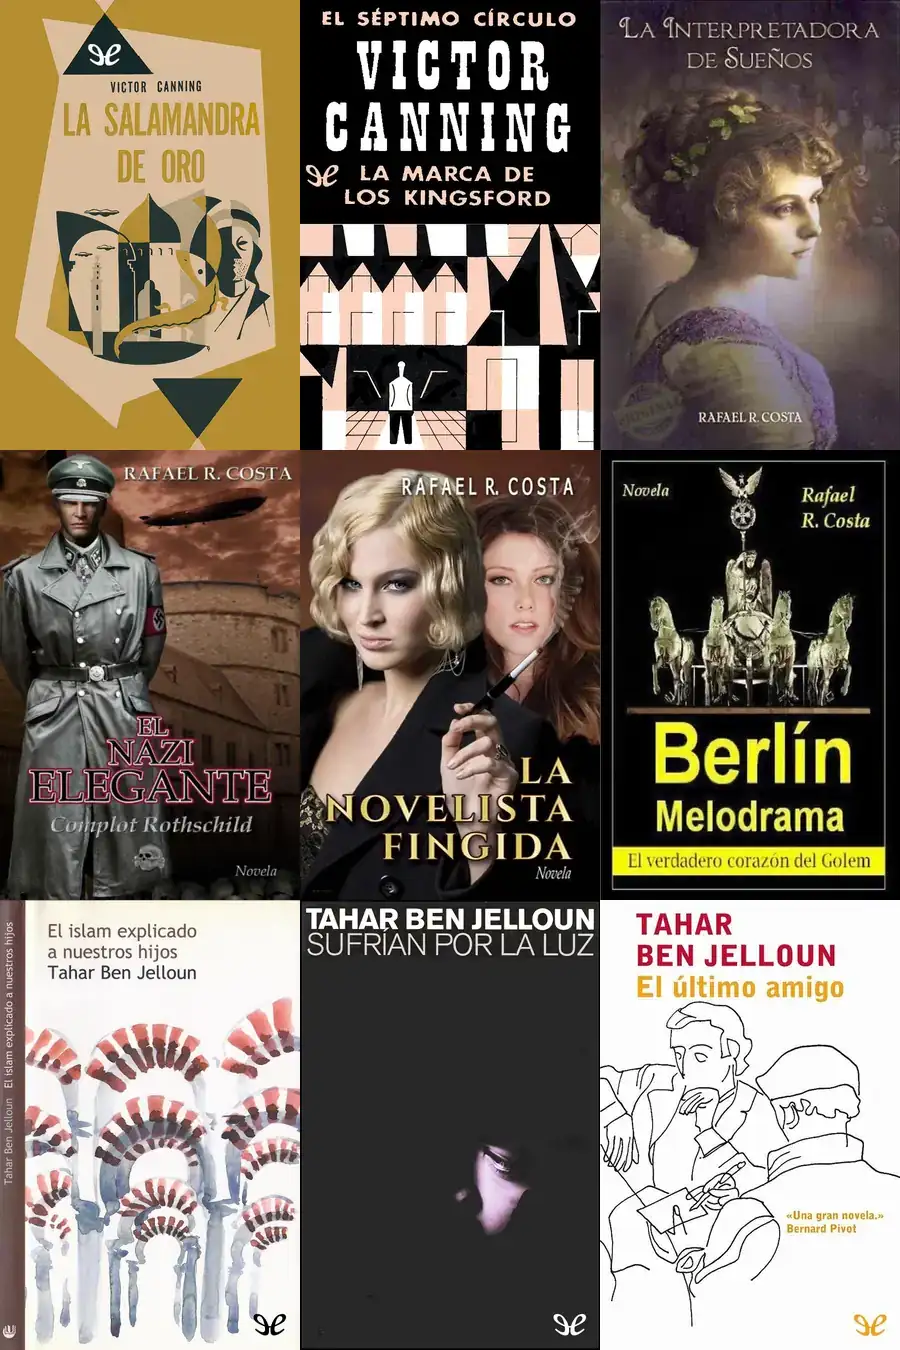 VICTOR CANNING
LA SALAMANDRA
DE ORO
EL SÉPTIMO CÍRCULO
VICTOR
CANNING
LA MARCA DE
LOS KINGSFORD
LA INTERPRETADORA
DE SUEÑOS
RAFAEL R. COSTA
RAFAEL R. COSTA
EL
NAZI
ELEGANTE
Complot Rothschild
Novela
RAFAEL R. COSTA
LA
NOVELISTA
FINGIDA
Novela
Novela
Rafael
R. Costa
Berlín
Melodrama
El verdadero corazón del Golem
Tahar Ben Jelloun El islam explicado a nuestros hijos
El islam explicado
a nuestros hijos
Tahar Ben Jelloun
TAHAR BEN JELLOUN
SUFRÍAN POR LA LUZ
TAHAR
BEN JELLOUN
El último amigo
«Una gran novela.»
Bernard Pivot